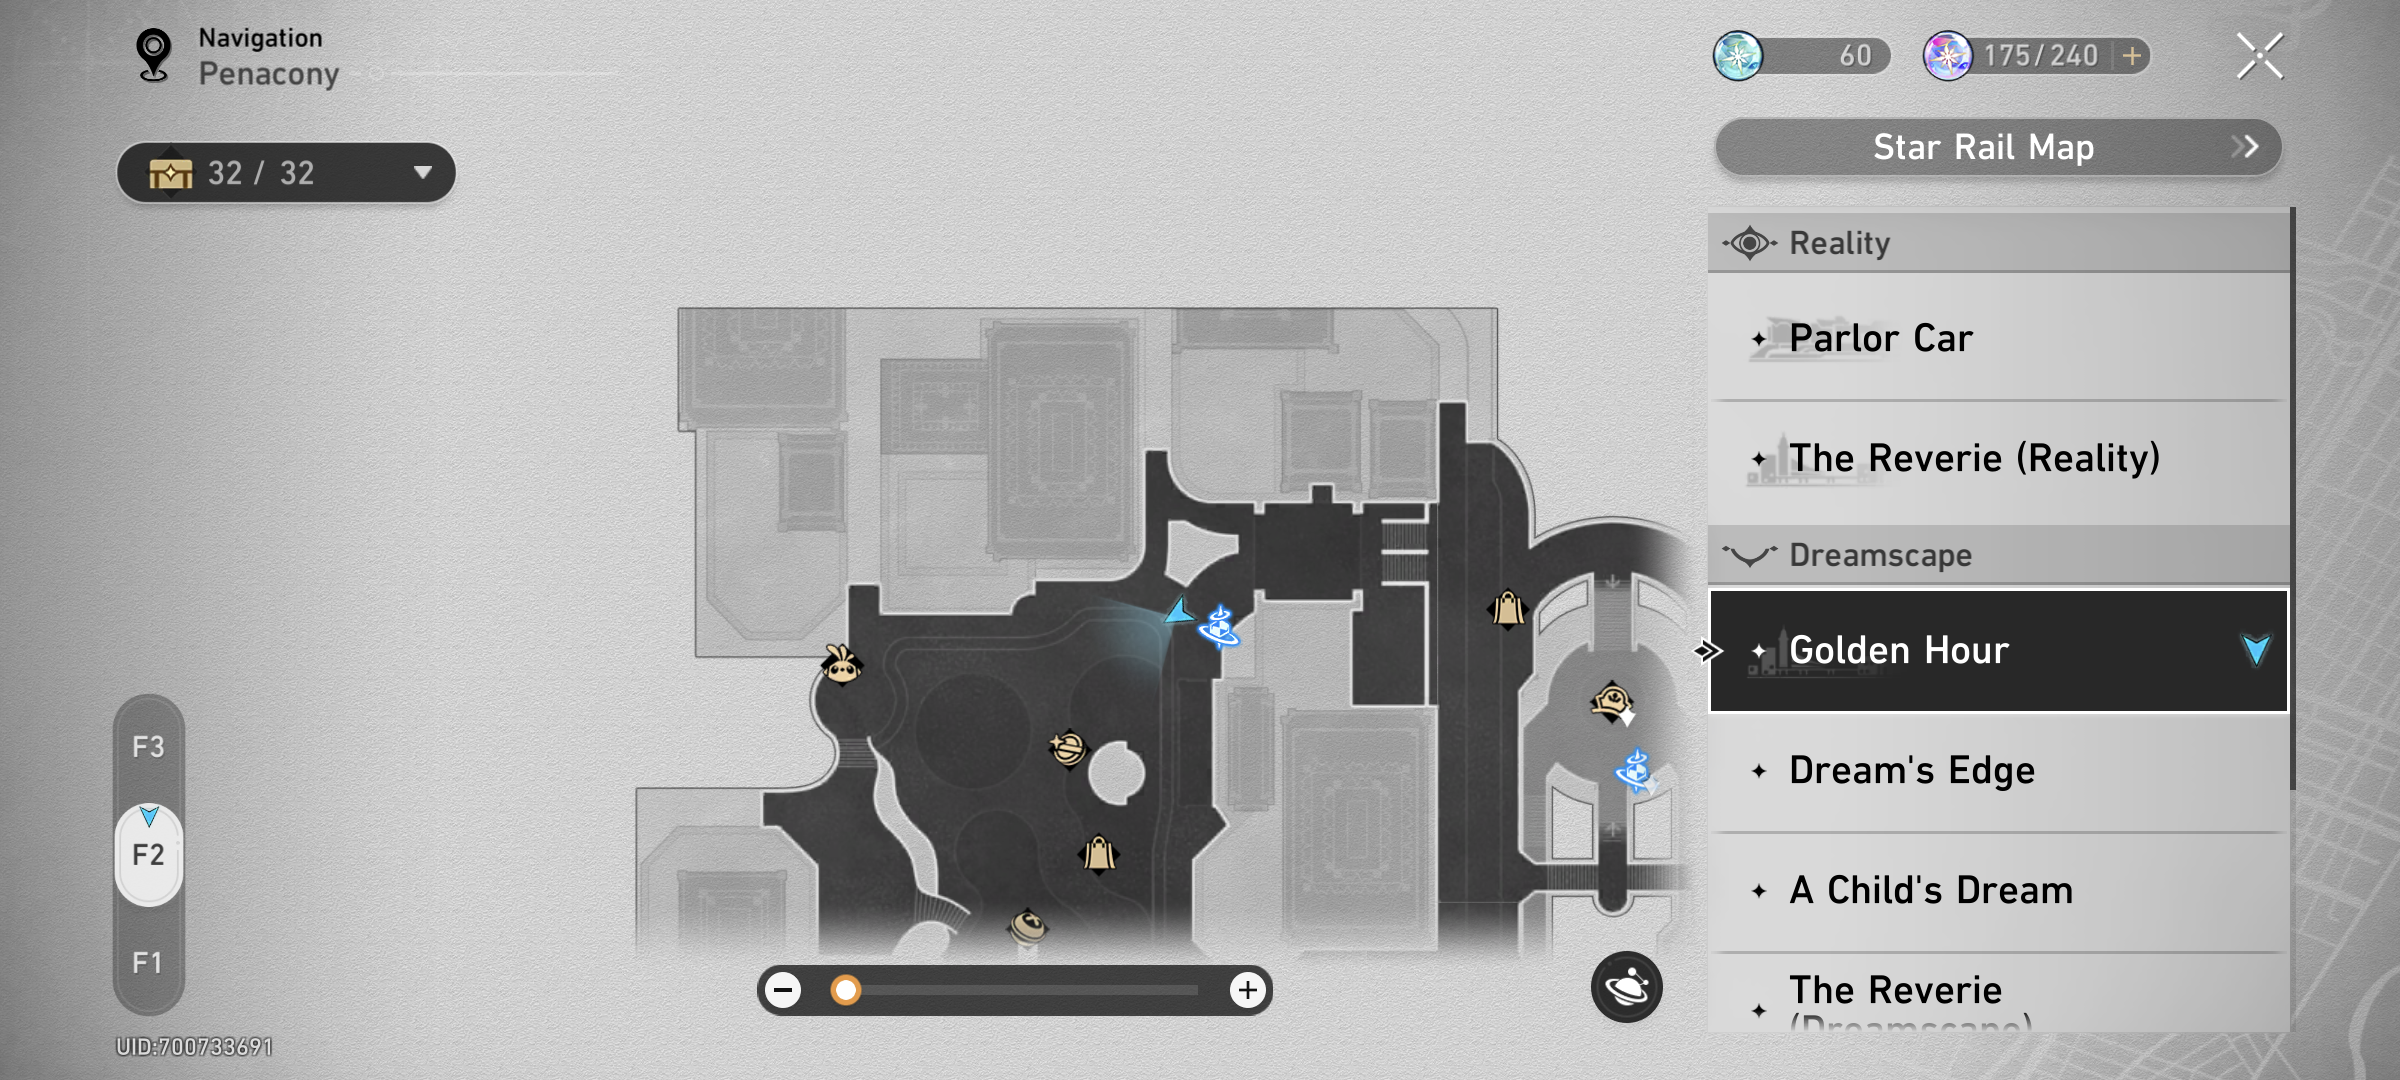 Navigation
Penacony
60
175/240
Star Rail Map
32 / 32
Reality
Parlor Car
The Reverie (Reality)
Dreamscape
Golden Hour
Dream's Edge
A Child's Dream
The Reverie
(Dreamscape)
F3
F2
F1
UID:700733691